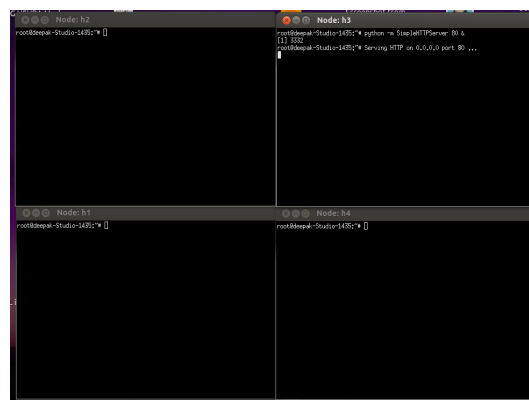 Node: h2
root@deepak-Studio-1435:~#
Node: h3
root@deepak-Studio-1435:~# python -m SimpleHTTPServer 80 &
[1] 3332
root@deepak-Studio-1435:~# Serving HTTP on 0.0.0.0 port 80 ...
Node: h1
root@deepak-Studio-1435:~#
Node: h4
root@deepak-Studio-1435:~#